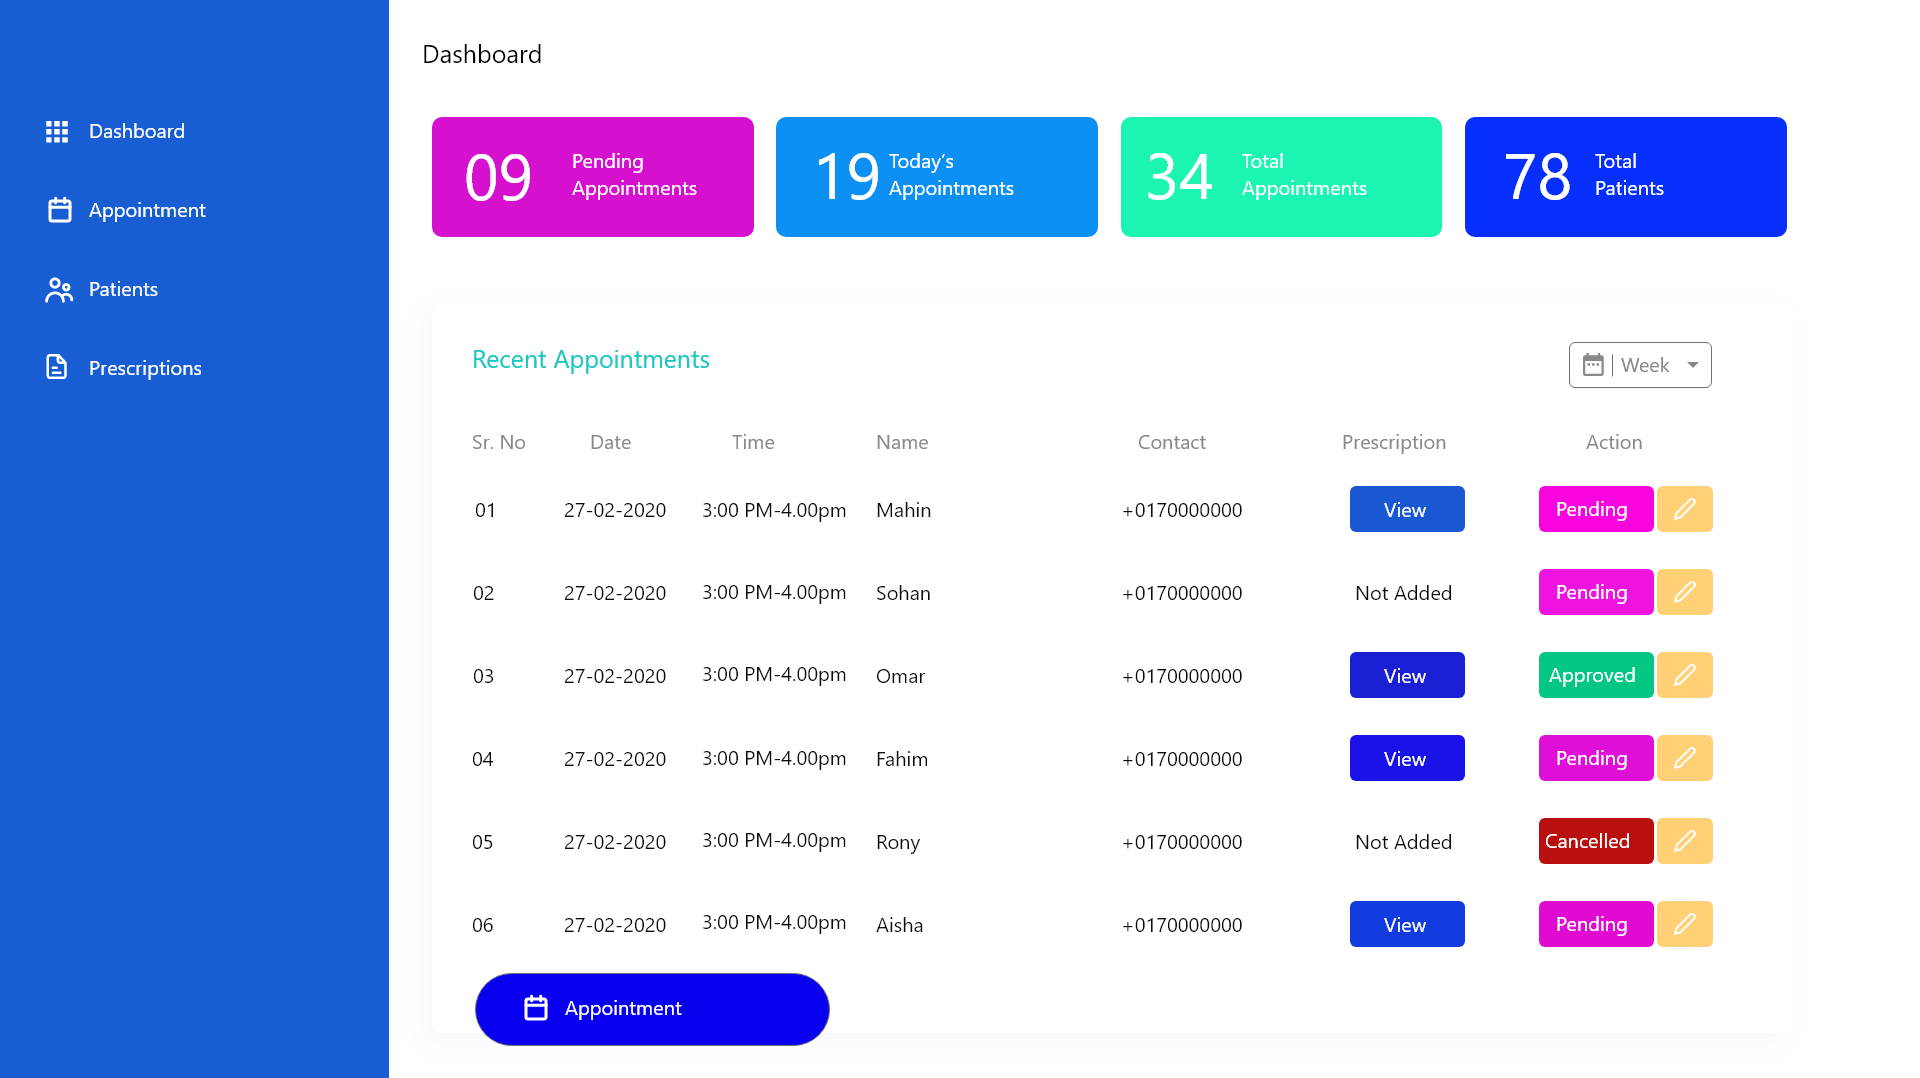 Dashboard
Dashboard
Appointment
Patients
Prescriptions
09 Pending
Appointments
19 Today's
Appointments
34 Total
Appointments
78 Total
Patients
Recent Appointments
| Week
Sr. No Date Time Name Contact Prescription Action
01 27-02-2020 3:00 PM-4.00pm Mahin +0170000000 View Pending
02 27-02-2020 3:00 PM-4.00pm Sohan +0170000000 Not Added Pending
03 27-02-2020 3:00 PM-4.00pm Omar +0170000000 View Approved
04 27-02-2020 3:00 PM-4.00pm Fahim +0170000000 View Pending
05 27-02-2020 3:00 PM-4.00pm Rony +0170000000 Not Added Cancelled
06 27-02-2020 3:00 PM-4.00pm Aisha +0170000000 View Pending
Appointment